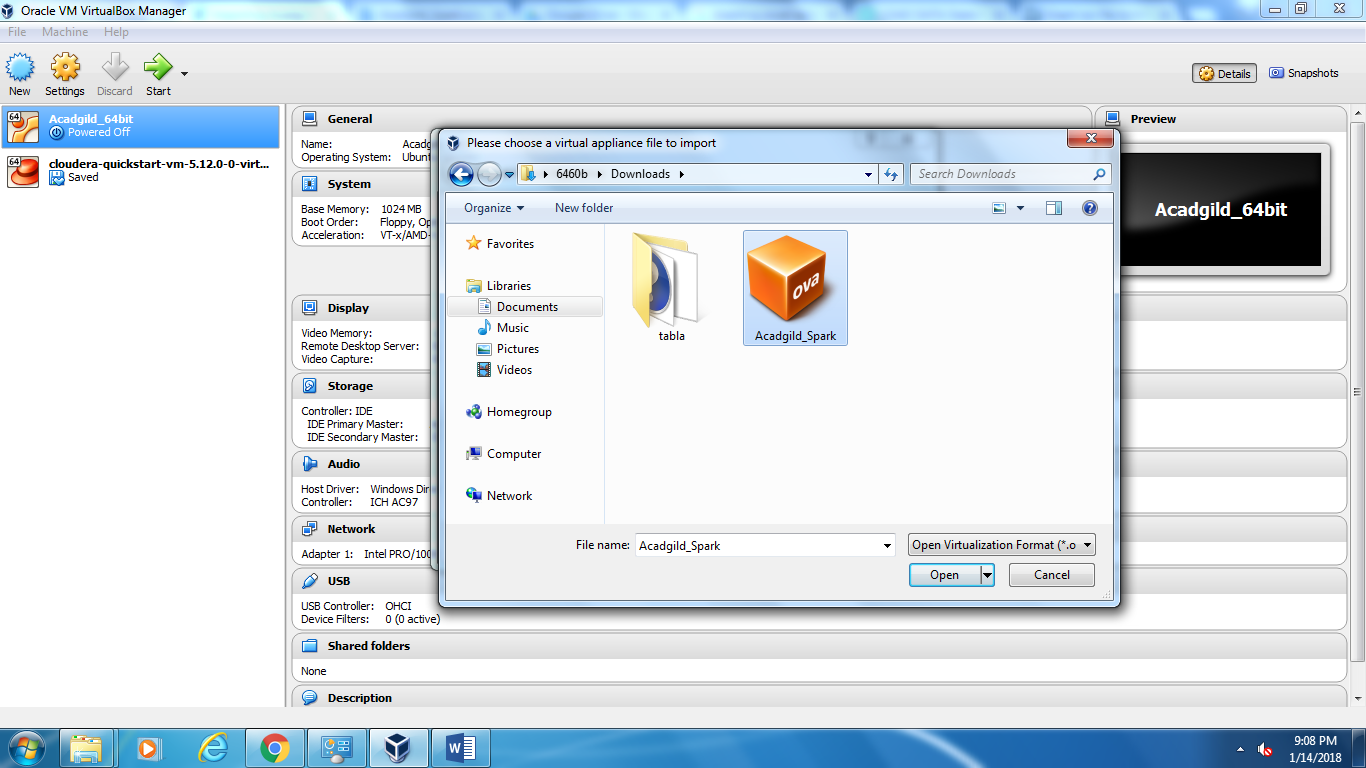 Oracle VM VirtualBox Manager
File Machine Help
New Settings Discard Start
Details Snapshots
64
Acadgild_64bit
Powered Off
64
cloudera-quickstart-vm-5.12.0-0-virt...
Saved
General
Name: Acadg
Operating System: Ubun
System
Base Memory: 1024 MB
Boot Order: Floppy, Op
Acceleration: VT-x/AMD-
Display
Video Memory:
Remote Desktop Server:
Video Capture:
Storage
Controller: IDE
IDE Primary Master:
IDE Secondary Master:
Audio
Host Driver: Windows Dir
Controller: ICH AC97
Network
Adapter 1: Intel PRO/100
USB
USB Controller: OHCI
Device Filters: 0 (0 active)
Shared folders
None
Description
Preview
Acadgild_64bit
Please choose a virtual appliance file to import
6460b Downloads
Search Downloads
Organize New folder
Favorites
Libraries
Documents
Music
Pictures
Videos
Homegroup
Computer
Network
tabla
ova
Acadgild_Spark
File name: Acadgild_Spark
Open Virtualization Format (*.o
Open Cancel
9:08 PM
1/14/2018